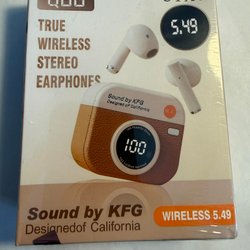 5.49
TRUE
WIRELESS
STEREO
EARPHONES
Sound by KFG
Designed of California
100
Sound by KFG
Designedof California
WIRELESS 5.49